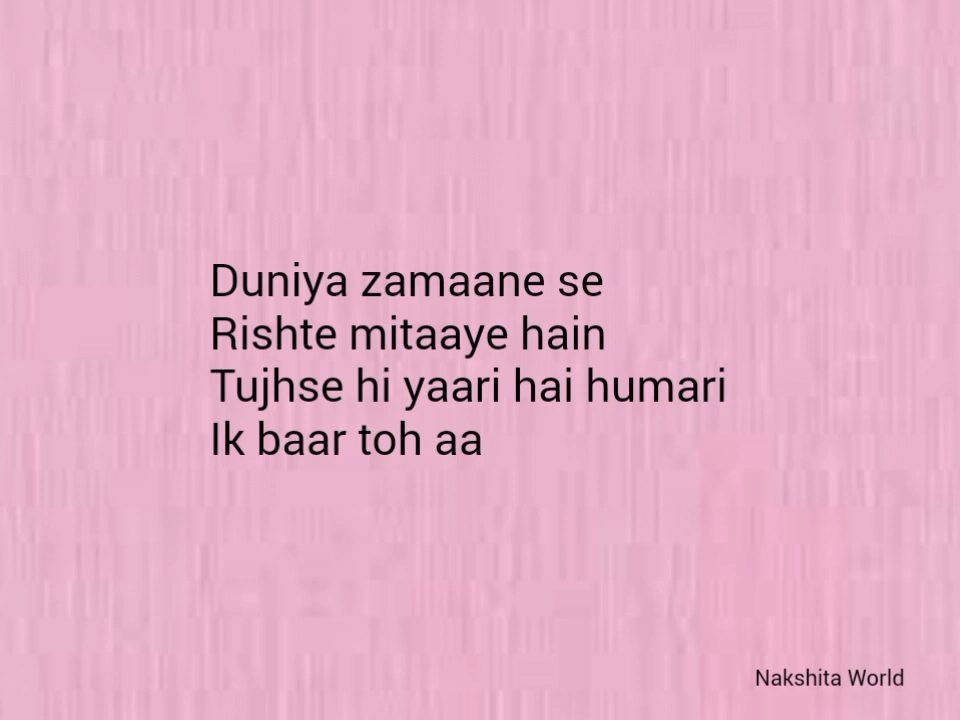 Duniya zamaane se
Rishte mitaaye hain
Tujhse hi yaari hai humari
Ik baar toh aa
Nakshita World